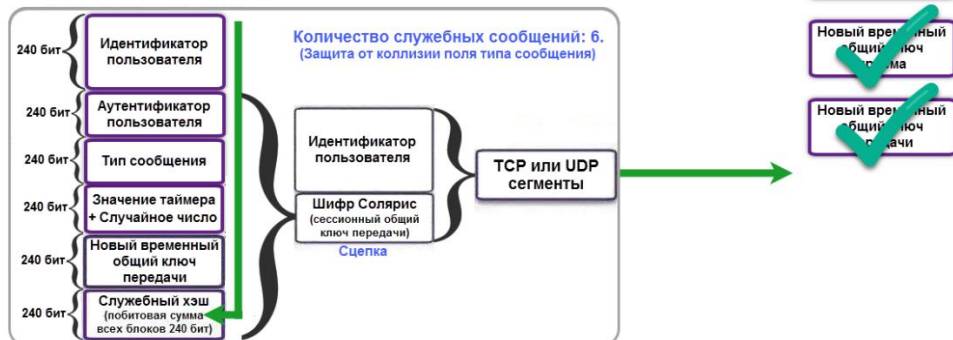 240 бит
Идентификатор
пользователя
240 бит
Аутентификатор
пользователя
240 бит
Тип сообщения
240 бит
Значение таймера
+ Случайное число
240 бит
Новый временный
общий ключ
передачи
240 бит
Служебный хэш
(побитовая сумма
всех блоков 240 бит)
Количество служебных сообщений: 6.
(Защита от коллизии поля типа сообщения)
Идентификатор
пользователя
Шифр Солярис
(сессионный общий
ключ передачи)
Сцепка
TCP или UDP
сегменты
Новый временный
общий ключ
Новый временный
общий ключ